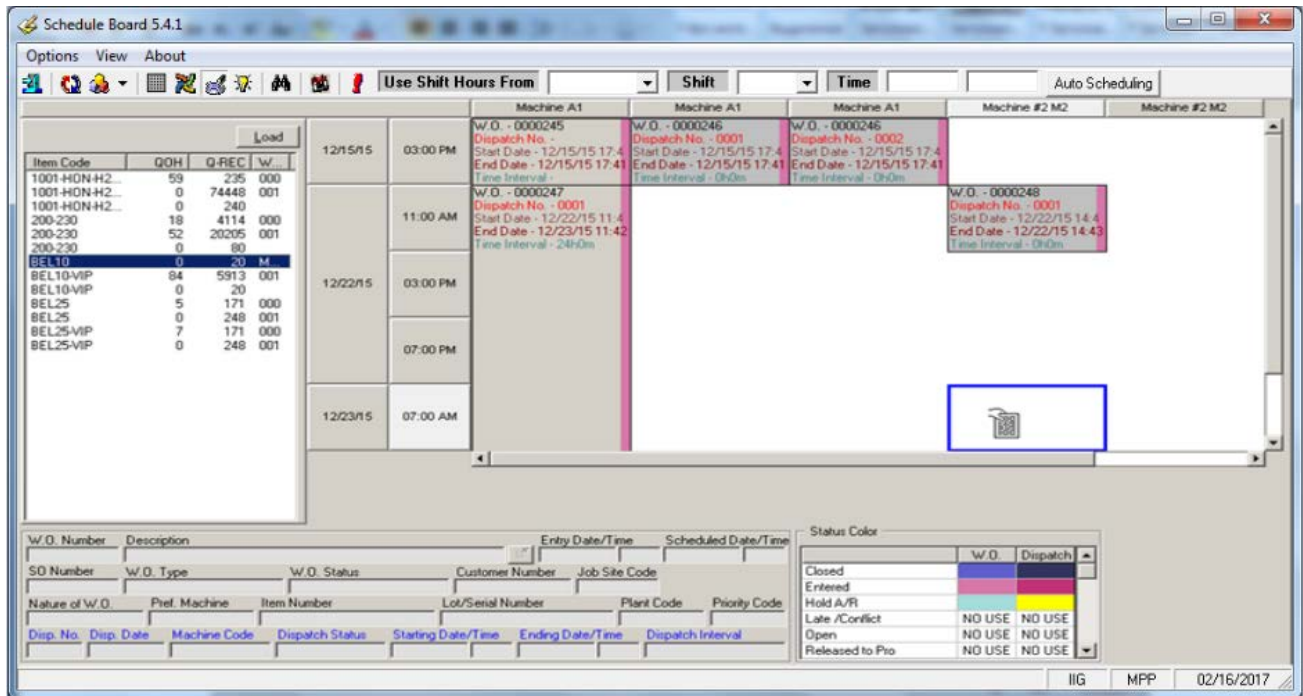 Schedule Board 5.4.1
Options View About
Use Shift Hours From Shift Time Auto Scheduling
Machine A1 Machine A1 Machine A1 Machine #2 M2 Machine #2 M2
Load
Item Code QOH Q-REC W...
1001-HON-H2... 59 235 000
1001-HON-H2... 0 74448 001
1001-HON-H2... 0 240
200-230 18 4114 000
200-230 52 20205 001
200-230 0 80
BEL10 0 20 M...
BEL10-VIP 84 5913 001
BEL10-VIP 0 20
BEL25 5 171 000
BEL25 0 248 001
BEL25-VIP 7 171 000
BEL25-VIP 0 248 001
12/15/15 03:00 PM
W.O. - 0000245
Dispatch No. -
Start Date - 12/15/15 17:4
End Date - 12/15/15 17:41
Time Interval -
W.O. - 0000246
Dispatch No. - 0001
Start Date - 12/15/15 17:4
End Date - 12/15/15 17:41
Time Interval - 0h0m
W.O. - 0000246
Dispatch No. - 0002
Start Date - 12/15/15 17:4
End Date - 12/15/15 17:41
Time Interval - 0h0m
12/22/15 11:00 AM
W.O. - 0000247
Dispatch No. - 0001
Start Date - 12/22/15 11:4
End Date - 12/23/15 11:42
Time Interval - 24h0m
W.O. - 0000248
Dispatch No. - 0001
Start Date - 12/22/15 14:4
End Date - 12/22/15 14:43
Time Interval - 0h0m
03:00 PM
07:00 PM
12/23/15 07:00 AM
W.O. Number Description Entry Date/Time Scheduled Date/Time
SO Number W.O. Type W.O. Status Customer Number Job Site Code
Nature of W.O. Pref. Machine Item Number Lot/Serial Number Plant Code Priority Code
Disp. No. Disp. Date Machine Code Dispatch Status Starting Date/Time Ending Date/Time Dispatch Interval
Status Color
W.O. Dispatch
Closed
Entered
Hold A/R
Late /Conflict NO USE NO USE
Open NO USE NO USE
Released to Pro NO USE NO USE
IIG MPP 02/16/2017